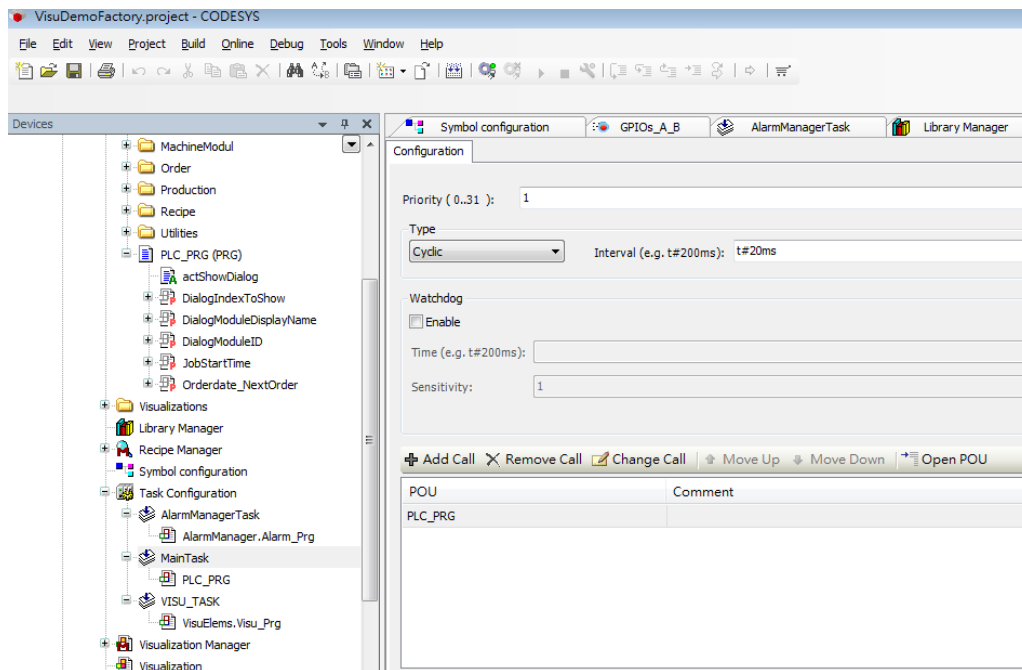 VisuDemoFactory.project - CODESYS
File Edit View Project Build Online Debug Tools Window Help
Devices
MachineModul
Order
Production
Recipe
Utilities
PLC_PRG (PRG)
actShowDialog
DialogIndexToShow
DialogModuleDisplayName
DialogModuleID
JobStartTime
Orderdate_NextOrder
Visualizations
Library Manager
Recipe Manager
Symbol configuration
Task Configuration
AlarmManagerTask
AlarmManager.Alarm_Prg
MainTask
PLC_PRG
VISU_TASK
VisuElems.Visu_Prg
Visualization Manager
Visualization
Symbol configuration GPIOs_A_B AlarmManagerTask Library Manager
Configuration
Priority ( 0..31 ): 1
Type
Cyclic Interval (e.g. t#200ms): t#20ms
Watchdog
Enable
Time (e.g. t#200ms):
Sensitivity: 1
Add Call Remove Call Change Call Move Up Move Down Open POU
POU Comment
PLC_PRG